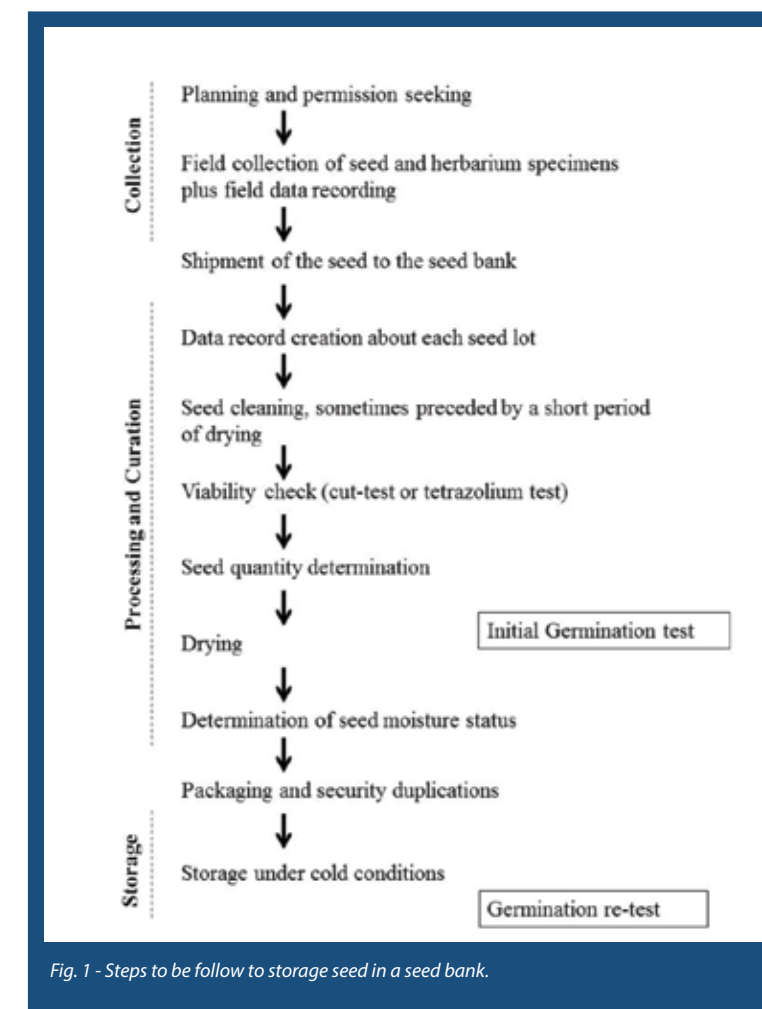 Collection
Planning and permission seeking
Field collection of seed and herbarium specimens
plus field data recording
Shipment of the seed to the seed bank
Processing and Curation
Data record creation about each seed lot
Seed cleaning, sometimes preceded by a short period
of drying
Viability check (cut-test or tetrazolium test)
Seed quantity determination
Initial Germination test
Drying
Determination of seed moisture status
Packaging and security duplications
Storage
Storage under cold conditions
Germination re-test
Fig. 1 - Steps to be follow to storage seed in a seed bank.